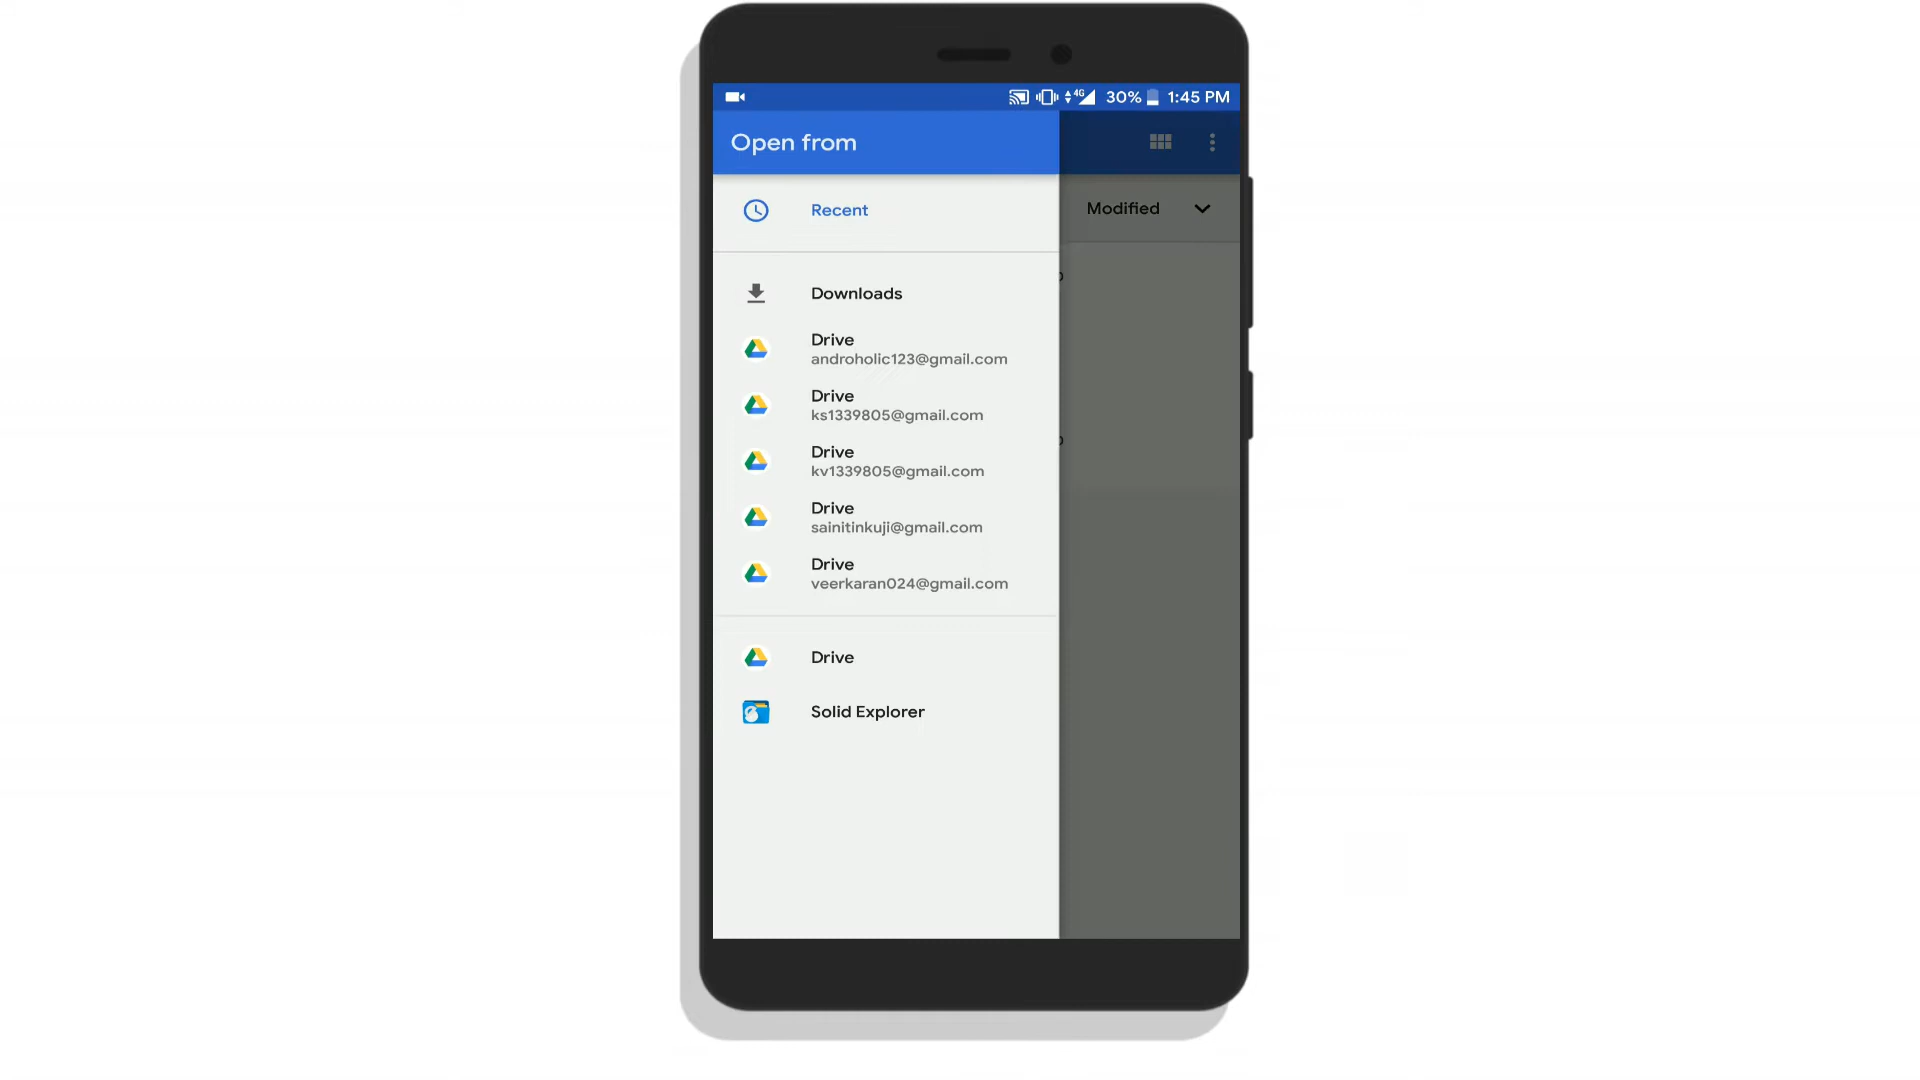 4G 30% 1:45 PM
Open from
Recent
Modified
Downloads
Drive
androholic123@gmail.com
Drive
ks1339805@gmail.com
Drive
kv1339805@gmail.com
Drive
sainitinkuji@gmail.com
Drive
veerkaran024@gmail.com
Drive
Solid Explorer